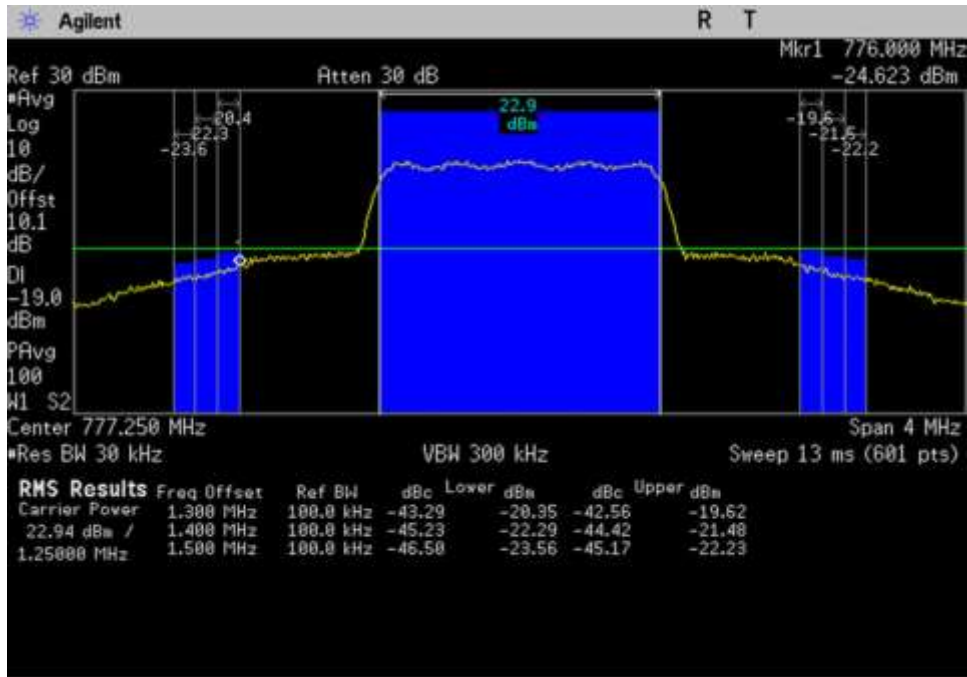 Agilent R T
Mkr1 776.000 MHz
Ref 30 dBm Atten 30 dB -24.623 dBm
#Avg
Log
10
dB/
Offst
10.1
dB
DI
-19.0
dBm
PAvg
100
W1 S2
22.9
dBm
-20.4
-22.3
-23.6
-19.6
-21.5
-22.2
Center 777.250 MHz Span 4 MHz
#Res BW 30 kHz VBW 300 kHz Sweep 13 ms (601 pts)
RMS Results Freq Offset Ref BW dBc Lower dBm dBc Upper dBm
Carrier Power 1.300 MHz 100.0 kHz -43.29 -20.35 -42.56 -19.62
22.94 dBm / 1.400 MHz 100.0 kHz -45.23 -22.29 -44.42 -21.48
1.25000 MHz 1.500 MHz 100.0 kHz -46.50 -23.56 -45.17 -22.23